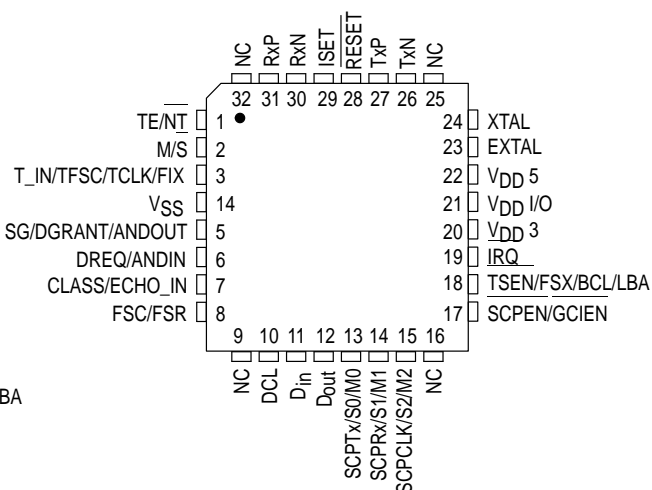 NC
RxP
RxN
ISET
RESET
TxP
TxN
NC
32 31 30 29 28 27 26 25
TE/NT 1
M/S 2
T_IN/TFSC/TCLK/FIX 3
VSS 14
SG/DGRANT/ANDOUT 5
DREQ/ANDIN 6
CLASS/ECHO_IN 7
FSC/FSR 8
24 XTAL
23 EXTAL
22 VDD 5
21 VDD I/O
20 VDD 3
19 IRQ
18 TSEN/FSX/BCL/LBA
17 SCPEN/GCIEN
9 10 11 12 13 14 15 16
NC
DCL
Din
Dout
SCPTx/S0/M0
SCPRx/S1/M1
SCPCLK/S2/M2
NC
BA